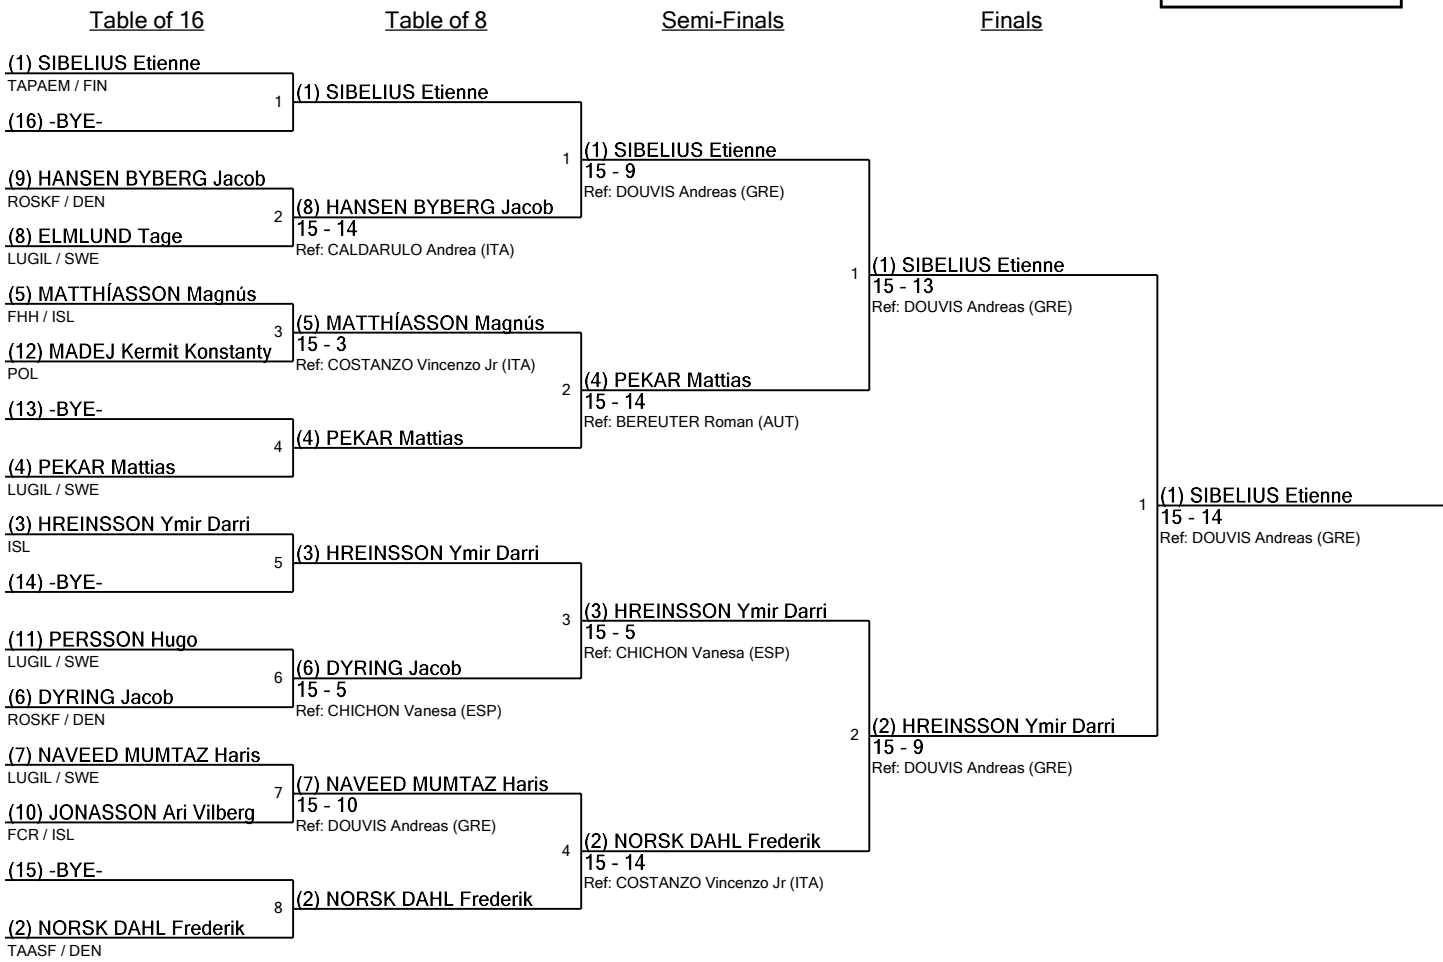 Table of 16
Table of 8
Semi-Finals
Finals
(1) SIBELIUS Etienne
TAPAEM / FIN
1
(16) -BYE-
(9) HANSEN BYBERG Jacob
ROSKF / DEN
2
(8) ELMLUND Tage
LUGIL / SWE
(5) MATTHÍASSON Magnús
FHH / ISL
3
(12) MADEJ Kermit Konstanty
POL
(13) -BYE-
4
(4) PEKAR Mattias
LUGIL / SWE
(3) HREINSSON Ymir Darri
ISL
5
(14) -BYE-
(11) PERSSON Hugo
LUGIL / SWE
6
(6) DYRING Jacob
ROSKF / DEN
(7) NAVEED MUMTAZ Haris
LUGIL / SWE
7
(10) JONASSON Ari Vilberg
FCR / ISL
(15) -BYE-
8
(2) NORSK DAHL Frederik
TAASF / DEN
(1) SIBELIUS Etienne
1
(8) HANSEN BYBERG Jacob
15 - 14
Ref: CALDARULO Andrea (ITA)
(5) MATTHÍASSON Magnús
15 - 3
Ref: COSTANZO Vincenzo Jr (ITA)
2
(4) PEKAR Mattias
(3) HREINSSON Ymir Darri
3
(6) DYRING Jacob
15 - 5
Ref: CHICHON Vanesa (ESP)
(7) NAVEED MUMTAZ Haris
15 - 10
Ref: DOUVIS Andreas (GRE)
4
(2) NORSK DAHL Frederik
(1) SIBELIUS Etienne
15 - 9
Ref: DOUVIS Andreas (GRE)
1
(4) PEKAR Mattias
15 - 14
Ref: BEREUTER Roman (AUT)
(3) HREINSSON Ymir Darri
15 - 5
Ref: CHICHON Vanesa (ESP)
2
(2) NORSK DAHL Frederik
15 - 14
Ref: COSTANZO Vincenzo Jr (ITA)
(1) SIBELIUS Etienne
15 - 13
Ref: DOUVIS Andreas (GRE)
1
(2) HREINSSON Ymir Darri
15 - 9
Ref: DOUVIS Andreas (GRE)
(1) SIBELIUS Etienne
15 - 14
Ref: DOUVIS Andreas (GRE)